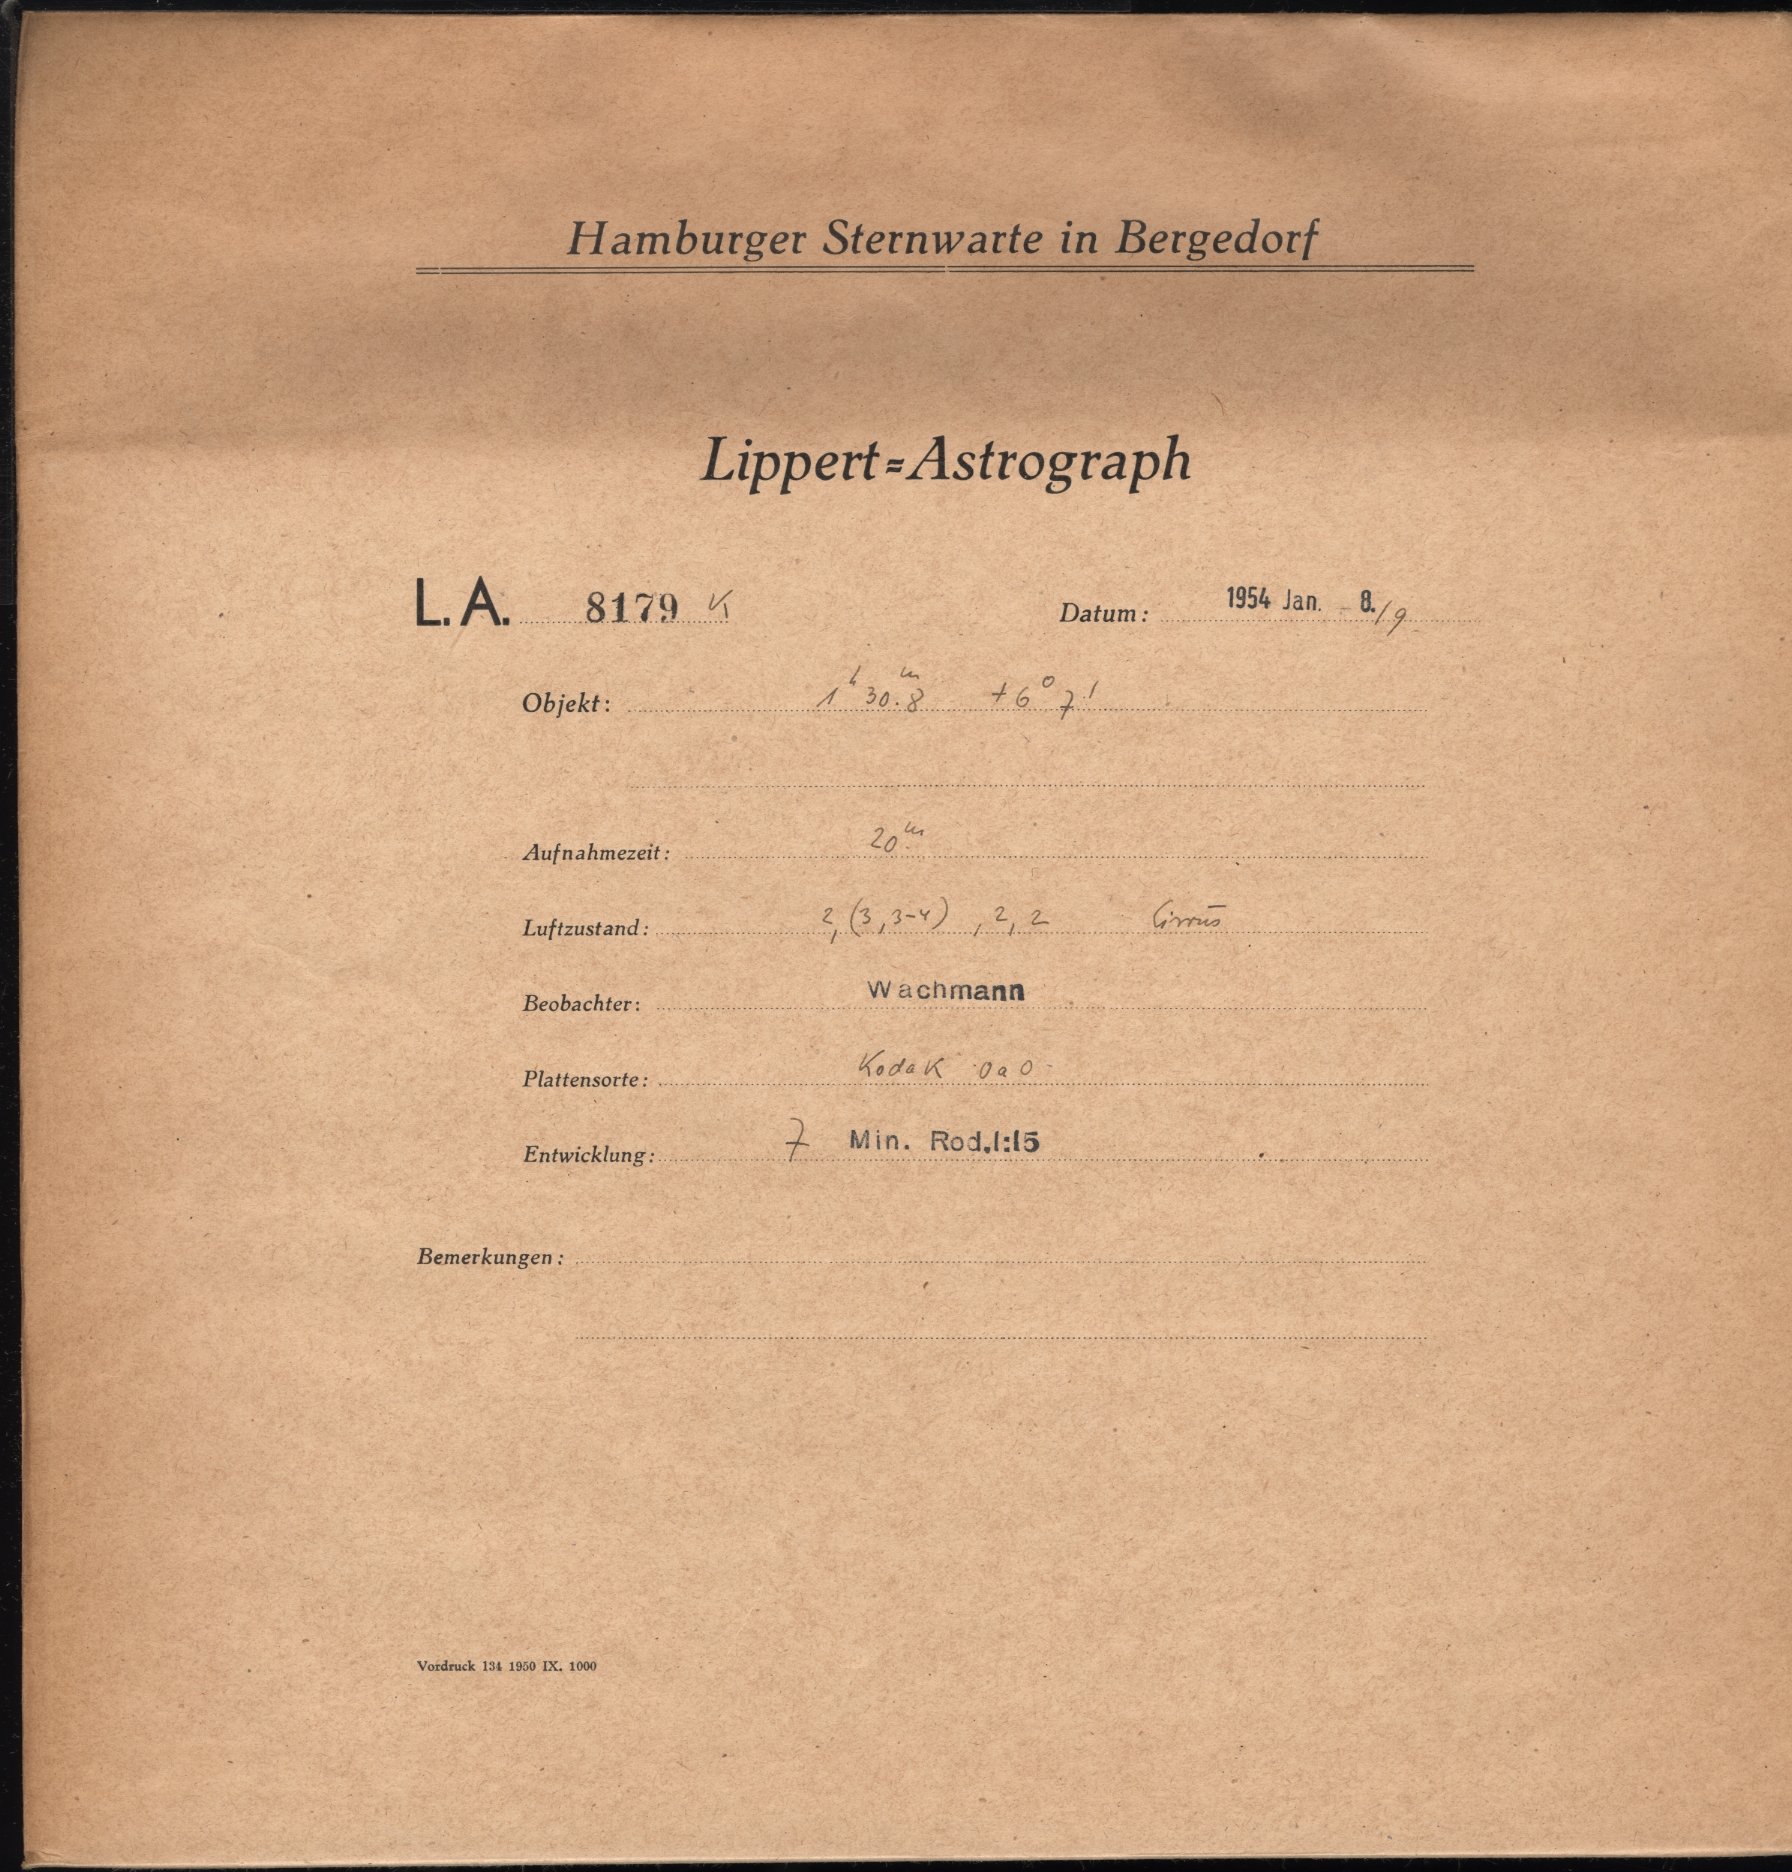 Hamburger Sternwarte in Bergedorf
Lippert=Astrograph
L. A. 8179 K Datum: 1954 Jan. 8./9
Objekt: 1ʰ 30.ᵐ8 +6° 7'
Aufnahmezeit: 20ᵐ
Luftzustand: 2, (3, 3-4), 2, 2 Cirrus
Beobachter: Wachmann
Plattensorte: Kodak OaO
Entwicklung: 7 Min. Rod. 1:15
Bemerkungen:
Vordruck 134 1950 IX. 1000